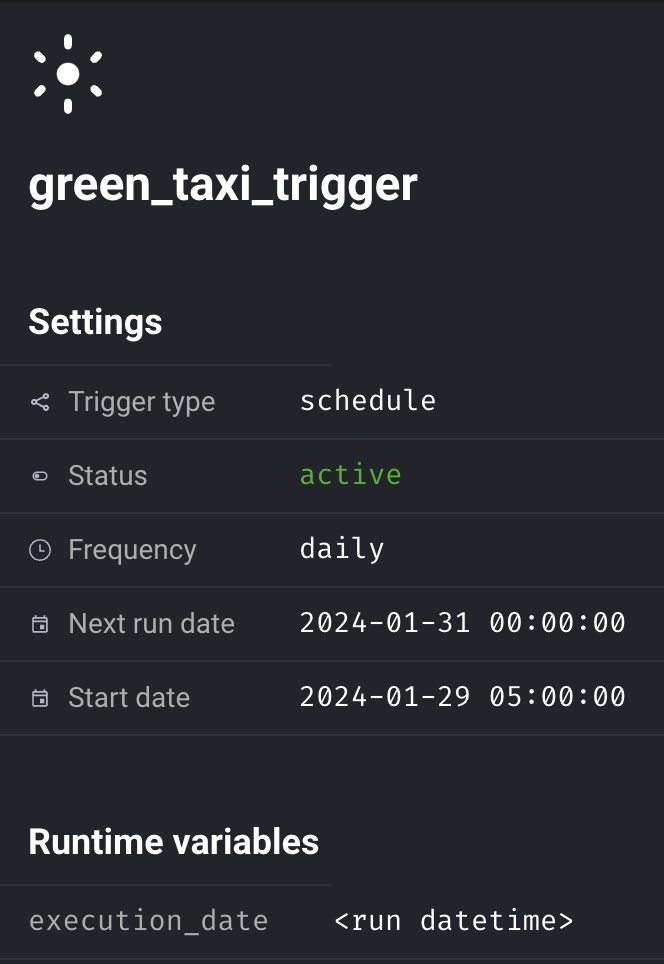 green_taxi_trigger
Settings
Trigger type schedule
Status active
Frequency daily
Next run date 2024-01-31 00:00:00
Start date 2024-01-29 05:00:00
Runtime variables
execution_date <run datetime>